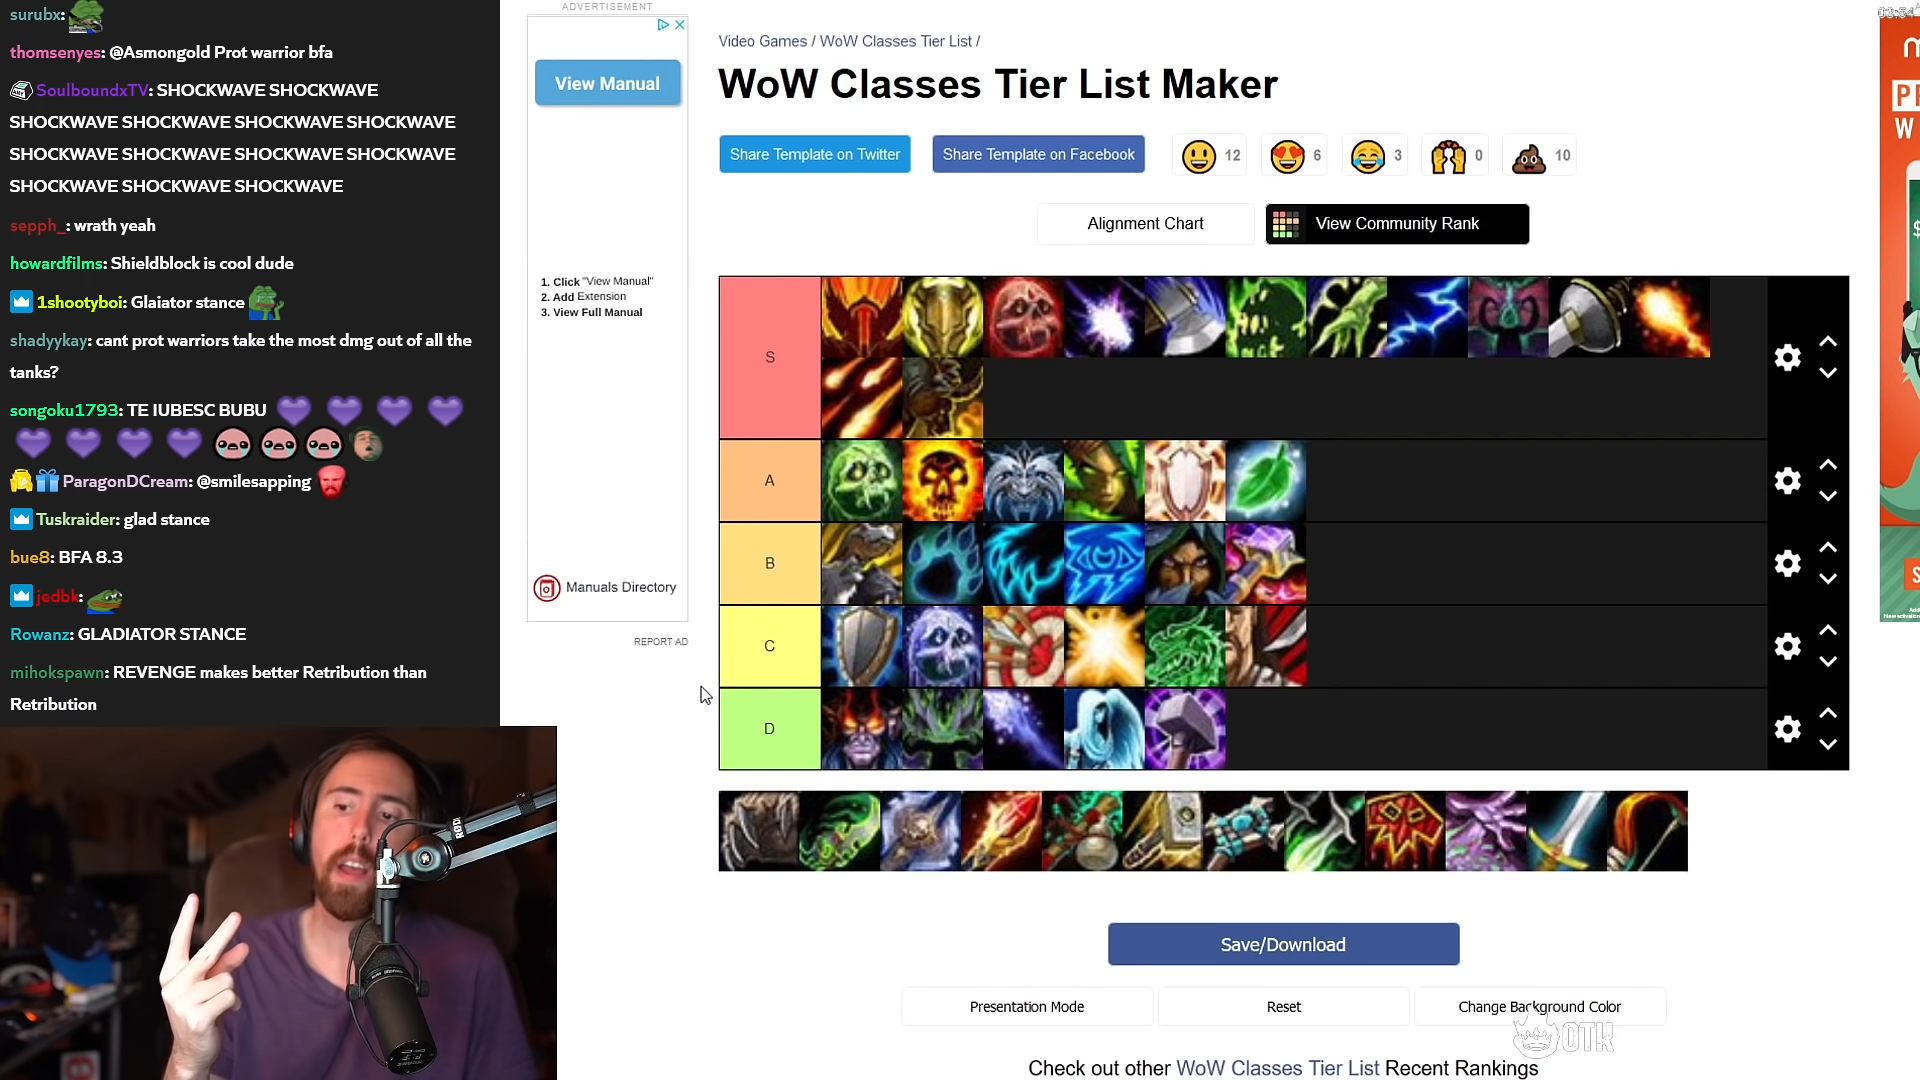 surubx:
thomsenyes: @Asmongold Prot warrior bfa
SoulboundxTV: SHOCKWAVE SHOCKWAVE
SHOCKWAVE SHOCKWAVE SHOCKWAVE SHOCKWAVE
SHOCKWAVE SHOCKWAVE SHOCKWAVE SHOCKWAVE
SHOCKWAVE SHOCKWAVE SHOCKWAVE
sepph_: wrath yeah
howardfilms: Shieldblock is cool dude
1shootyboi: Glaiator stance
shadyykay: cant prot warriors take the most dmg out of all the
tanks?
songoku1793: TE IUBESC BUBU
ParagonDCream: @smilesapping
Tuskraider: glad stance
bue8: BFA 8.3
jedbk:
Rowanz: GLADIATOR STANCE
mihokspawn: REVENGE makes better Retribution than
Retribution
ADVERTISEMENT
View Manual
1. Click "View Manual"
2. Add Extension
3. View Full Manual
Manuals Directory
REPORT AD
Video Games / WoW Classes Tier List /
WoW Classes Tier List Maker
Share Template on Twitter
Share Template on Facebook
12
6
3
0
10
Alignment Chart
View Community Rank
S
A
B
C
D
Save/Download
Presentation Mode
Reset
Change Background Color
OTK
Check out other WoW Classes Tier List Recent Rankings
RØDE